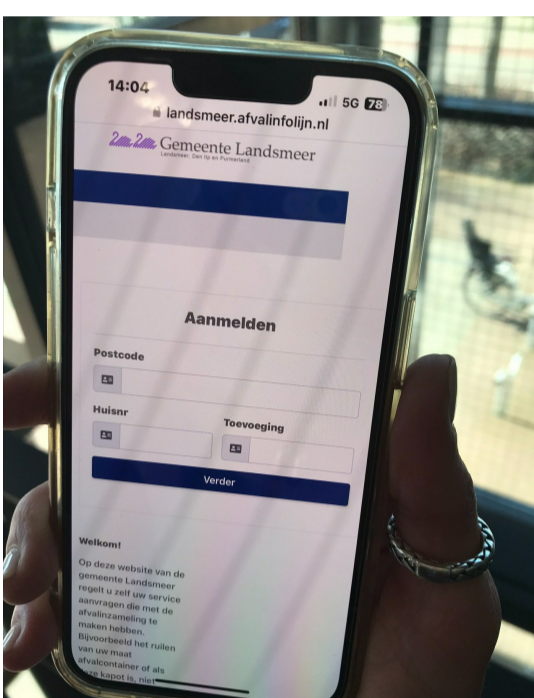 14:04
5G 78
landsmeer.afvalinfolijn.nl
Gemeente Landsmeer
Landsmeer, Den Ilp en Purmerland
Aanmelden
Postcode
Huisnr
Toevoeging
Verder
Welkom!
Op deze website van de
gemeente Landsmeer
regelt u zelf uw service
aanvragen die met de
afvalinzameling te
maken hebben.
Bijvoorbeeld het ruilen
van uw maat
afvalcontainer of als
deze kapot is, niet